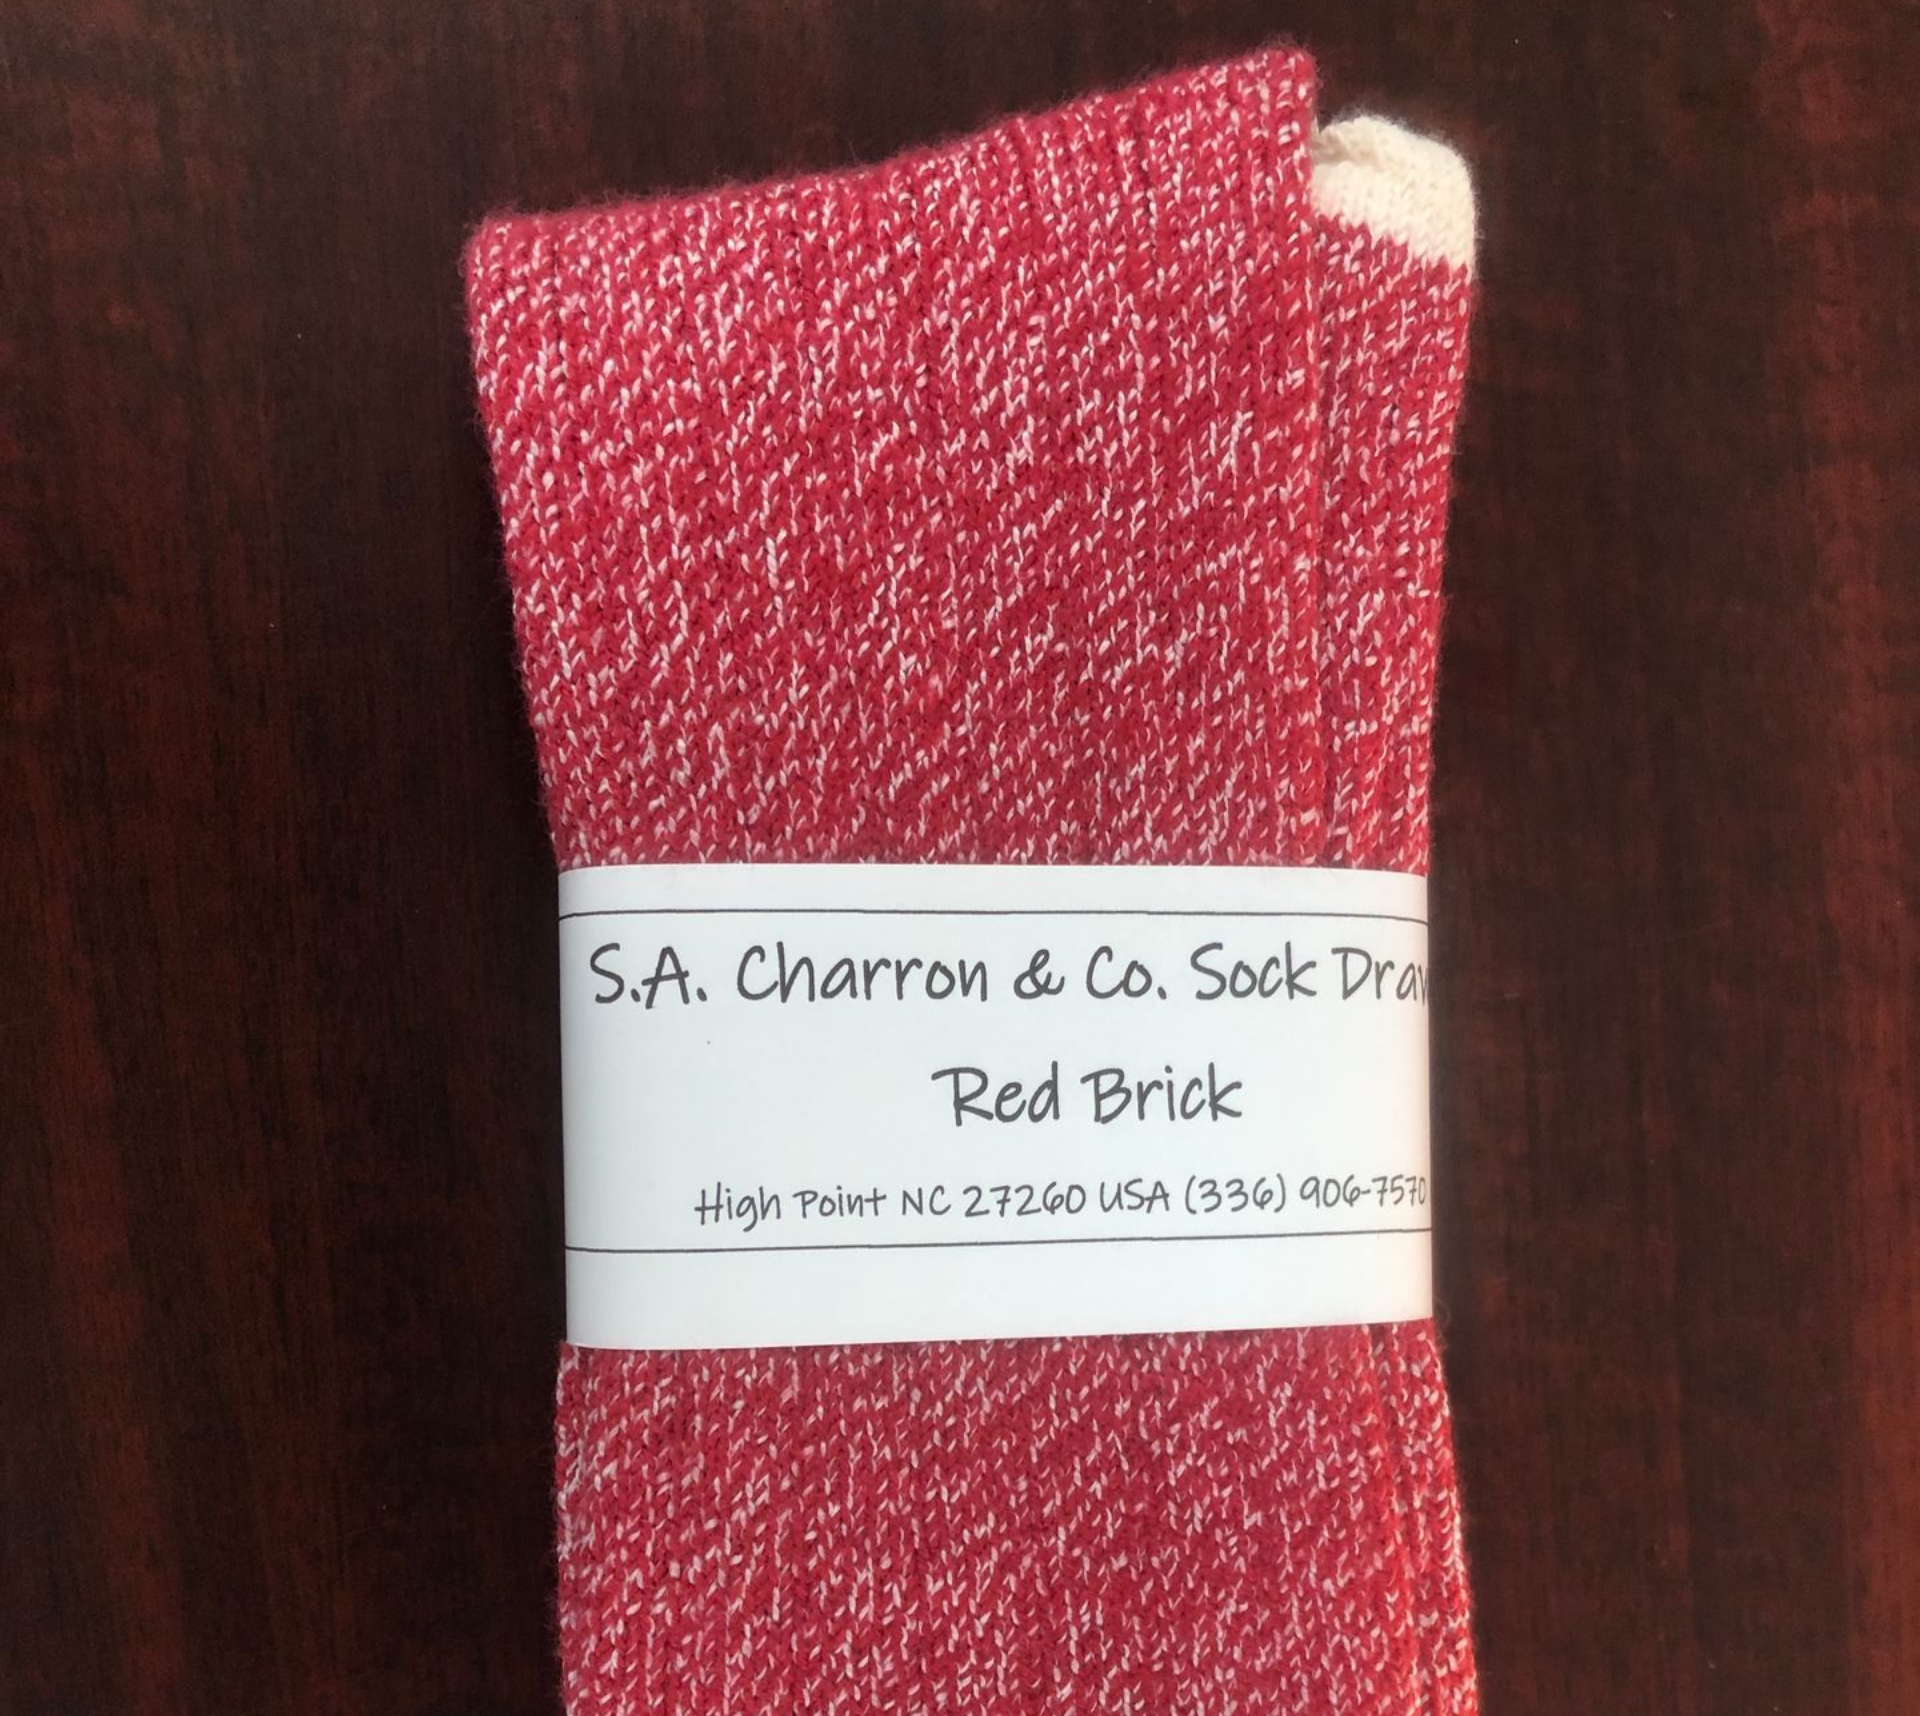 S.A. Charron & Co. Sock
Red Brick
High Point NC 27260 USA (336) 906-7570